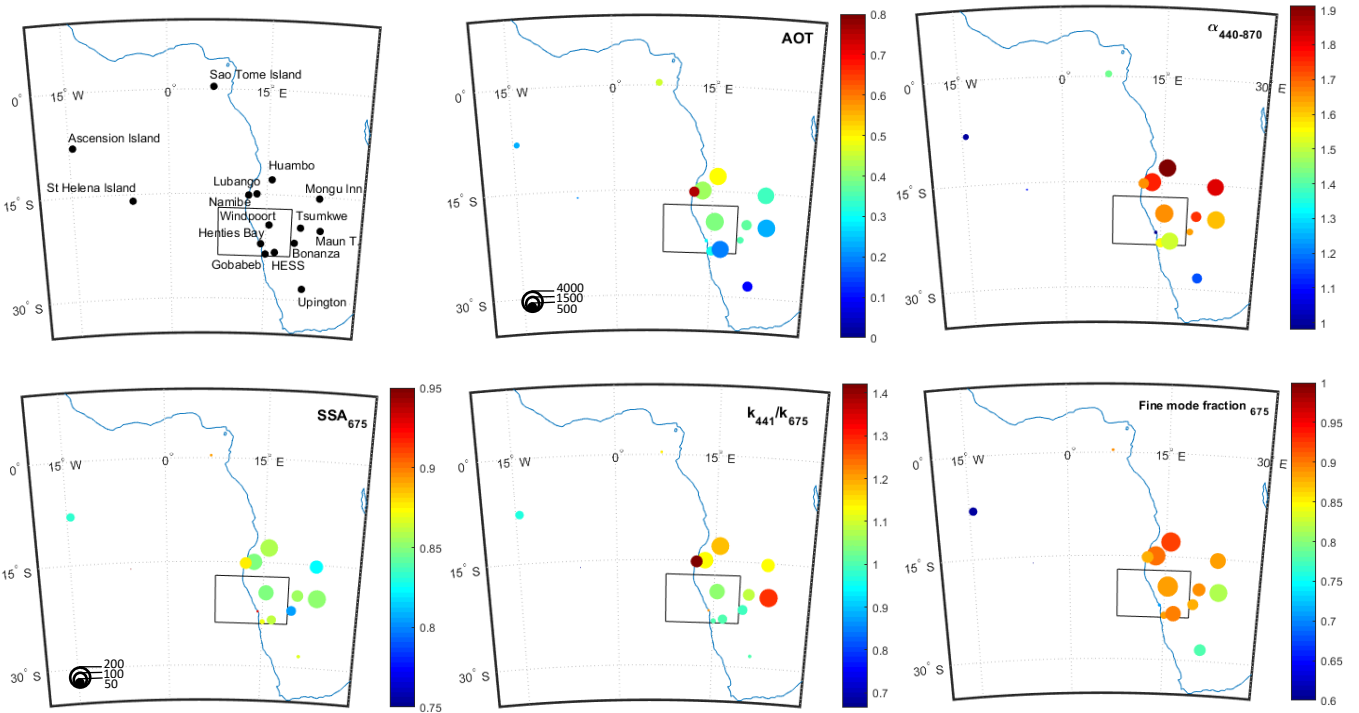 Sao Tome Island
15° W
0°
15° E
0°
Ascension Island
St Helena Island
Huambo
Lubango
Mongu Inn
Namibe
15° S
Windpoort
Tsumkwe
Henties Bay
Maun T.
Bonanza
Gobabeb
HESS
Upington
30° S
AOT
0°
15° W
0°
15° E
15° S
30° S
4000
1500
500
0.8
0.7
0.6
0.5
0.4
0.3
0.2
0.1
0
α440-870
0°
15° W
0°
15° E
30° E
15° S
30° S
1.9
1.8
1.7
1.6
1.5
1.4
1.3
1.2
1.1
1
SSA675
0°
15° W
0°
15° E
15° S
30° S
200
100
50
0.95
0.9
0.85
0.8
0.75
k441/k675
0°
15° W
0°
15° E
15° S
30° S
1.4
1.3
1.2
1.1
1
0.9
0.8
0.7
Fine mode fraction 675
0°
15° W
0°
15° E
30° E
15° S
30° S
1
0.95
0.9
0.85
0.8
0.75
0.7
0.65
0.6